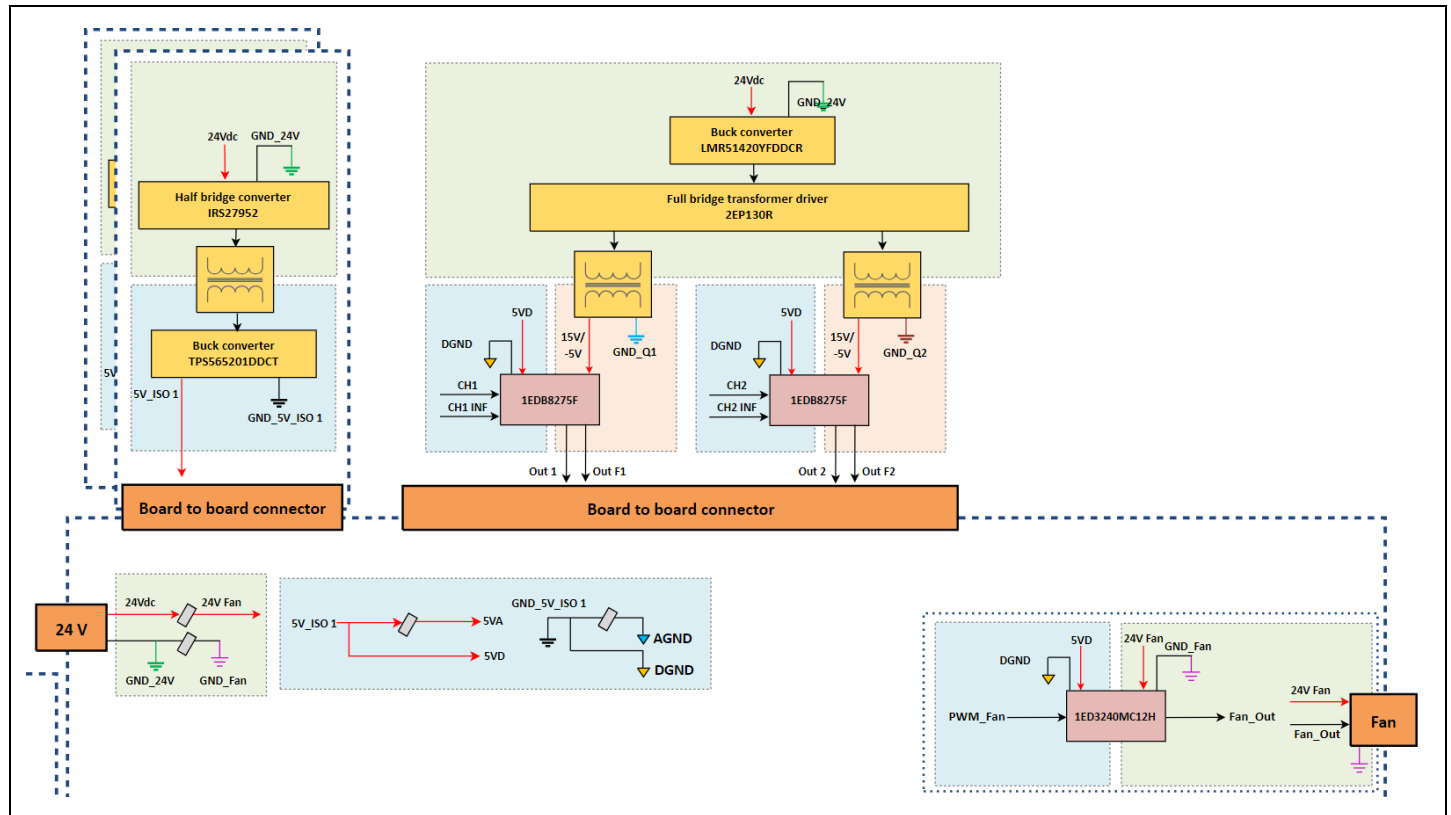 24Vdc
GND_24V
Half bridge converter
IRS27952
5V
Buck converter
TPS565201DDCT
5V_ISO 1
GND_5V_ISO 1
Board to board connector
24Vdc
GND_24V
Buck converter
LMR51420YFDDCR
Full bridge transformer driver
2EP130R
5VD
DGND
15V/
-5V
GND_Q1
CH1
CH1 INF
1EDB8275F
Out 1
Out F1
5VD
DGND
15V/
-5V
GND_Q2
CH2
CH2 INF
1EDB8275F
Out 2
Out F2
Board to board connector
24 V
24Vdc
24V Fan
GND_24V
GND_Fan
5V_ISO 1
5VA
5VD
GND_5V_ISO 1
AGND
DGND
5VD
DGND
24V Fan
GND_Fan
PWM_Fan
1ED3240MC12H
Fan_Out
24V Fan
Fan_Out
Fan